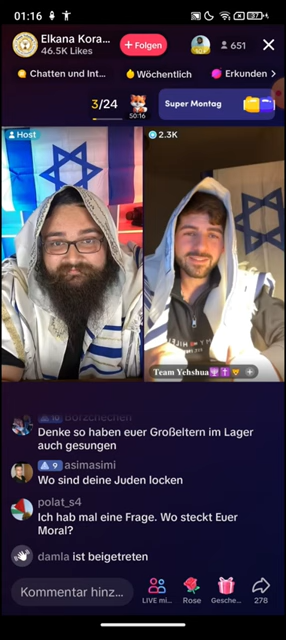 01:16
37
Elkana Kora...
46.5K Likes
+ Folgen
651
Chatten und Int...
Wöchentlich
Erkunden
3/24
50:16
Super Montag
Host
2.3K
Team Yehshua
Borzchechen
Denke so haben euer Großeltern im Lager
auch gesungen
9 asimasimi
Wo sind deine Juden locken
polat_s4
Ich hab mal eine Frage. Wo steckt Euer
Moral?
damla ist beigetreten
Kommentar hinz...
LIVE mi...
Rose
Gesche...
278